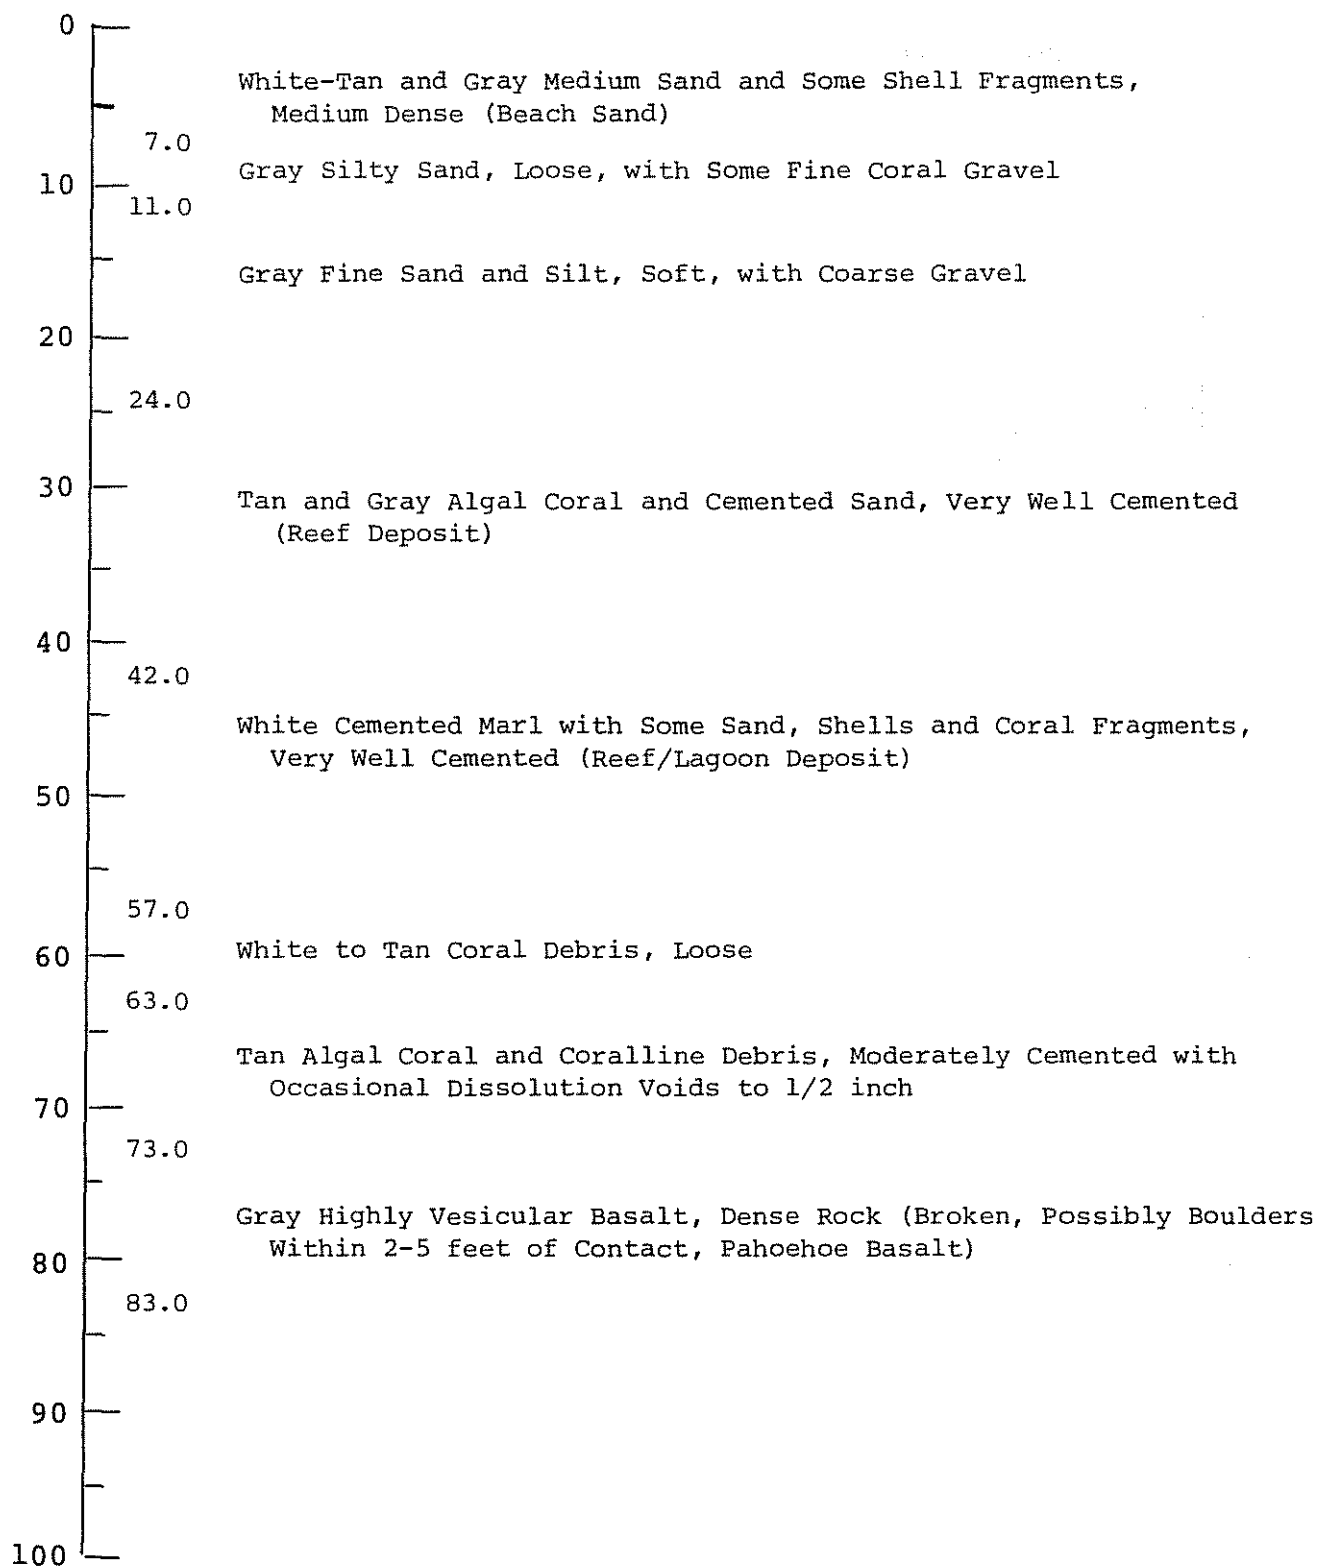 0
White-Tan and Gray Medium Sand and Some Shell Fragments,
Medium Dense (Beach Sand)
7.0
Gray Silty Sand, Loose, with Some Fine Coral Gravel
10
11.0
Gray Fine Sand and Silt, Soft, with Coarse Gravel
20
24.0
30
Tan and Gray Algal Coral and Cemented Sand, Very Well Cemented
(Reef Deposit)
40
42.0
White Cemented Marl with Some Sand, Shells and Coral Fragments,
Very Well Cemented (Reef/Lagoon Deposit)
50
57.0
60
White to Tan Coral Debris, Loose
63.0
Tan Algal Coral and Coralline Debris, Moderately Cemented with
Occasional Dissolution Voids to 1/2 inch
70
73.0
Gray Highly Vesicular Basalt, Dense Rock (Broken, Possibly Boulders
Within 2-5 feet of Contact, Pahoehoe Basalt)
80
83.0
90
100